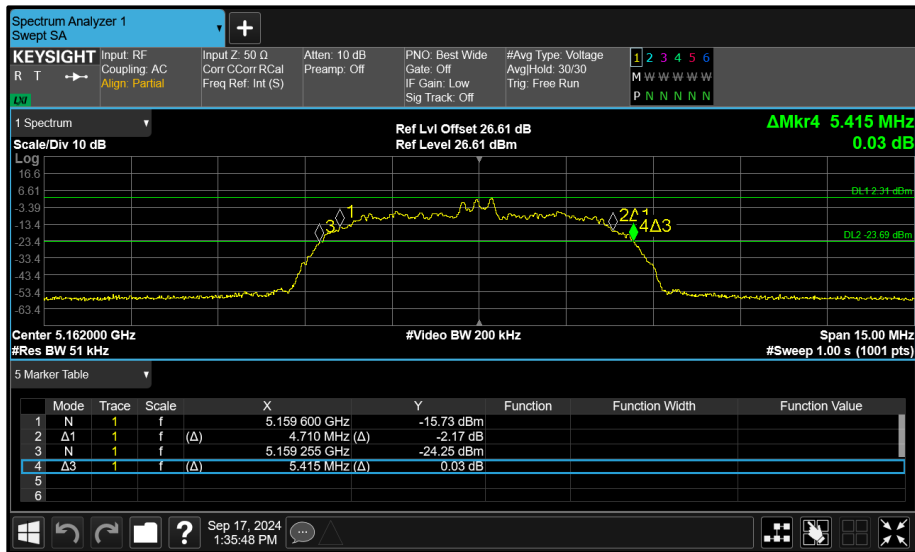 Spectrum Analyzer 1
Swept SA
+
KEYSIGHT
R T
LXI
Input: RF
Coupling: AC
Align: Partial
Input Z: 50 Ω
Corr CCorr RCal
Freq Ref: Int (S)
Atten: 10 dB
Preamp: Off
PNO: Best Wide
Gate: Off
IF Gain: Low
Sig Track: Off
#Avg Type: Voltage
Avg|Hold: 30/30
Trig: Free Run
1 2 3 4 5 6
M W W W W W
P N N N N N
1 Spectrum
Scale/Div 10 dB
Ref Lvl Offset 26.61 dB
Ref Level 26.61 dBm
ΔMkr4 5.415 MHz
0.03 dB
Log
16.6
6.61
DL1 2.31 dBm
-3.39
1
2Δ1
-13.4
3
4Δ3
-23.4
DL2 -23.69 dBm
-33.4
-43.4
-53.4
-63.4
Center 5.162000 GHz
#Video BW 200 kHz
Span 15.00 MHz
#Res BW 51 kHz
#Sweep 1.00 s (1001 pts)
5 Marker Table
Mode Trace Scale X Y Function Function Width Function Value
1 N 1 f 5.159 600 GHz -15.73 dBm
2 Δ1 1 f (Δ) 4.710 MHz (Δ) -2.17 dB
3 N 1 f 5.159 255 GHz -24.25 dBm
4 Δ3 1 f (Δ) 5.415 MHz (Δ) 0.03 dB
5
6
?
Sep 17, 2024
1:35:48 PM